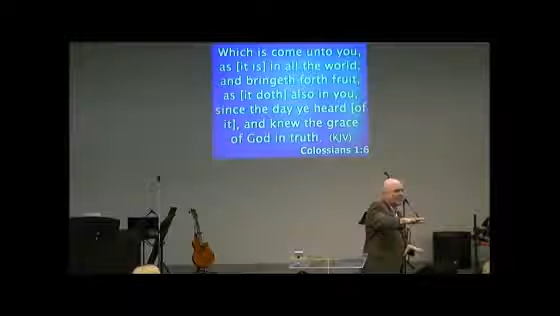 Which is come unto you,
as [it is] in all the world;
and bringeth forth fruit,
as [it doth] also in you,
since the day ye heard [of
it], and knew the grace
of God in truth. (KJV)
Colossians 1:6